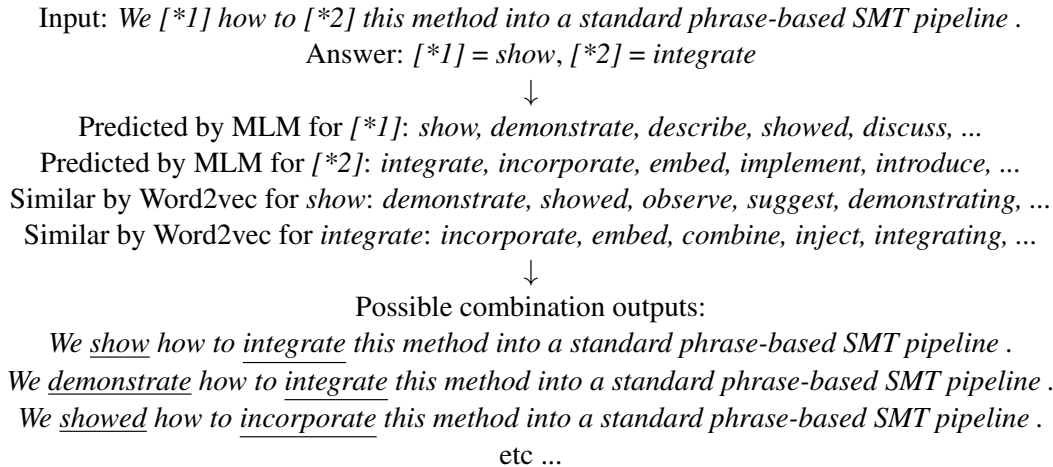 Input: We [*1] how to [*2] this method into a standard phrase-based SMT pipeline .
Answer: [*1] = show, [*2] = integrate
↓
Predicted by MLM for [*1]: show, demonstrate, describe, showed, discuss, ...
Predicted by MLM for [*2]: integrate, incorporate, embed, implement, introduce, ...
Similar by Word2vec for show: demonstrate, showed, observe, suggest, demonstrating, ...
Similar by Word2vec for integrate: incorporate, embed, combine, inject, integrating, ...
↓
Possible combination outputs:
We show how to integrate this method into a standard phrase-based SMT pipeline .
We demonstrate how to integrate this method into a standard phrase-based SMT pipeline .
We showed how to incorporate this method into a standard phrase-based SMT pipeline .
etc ...